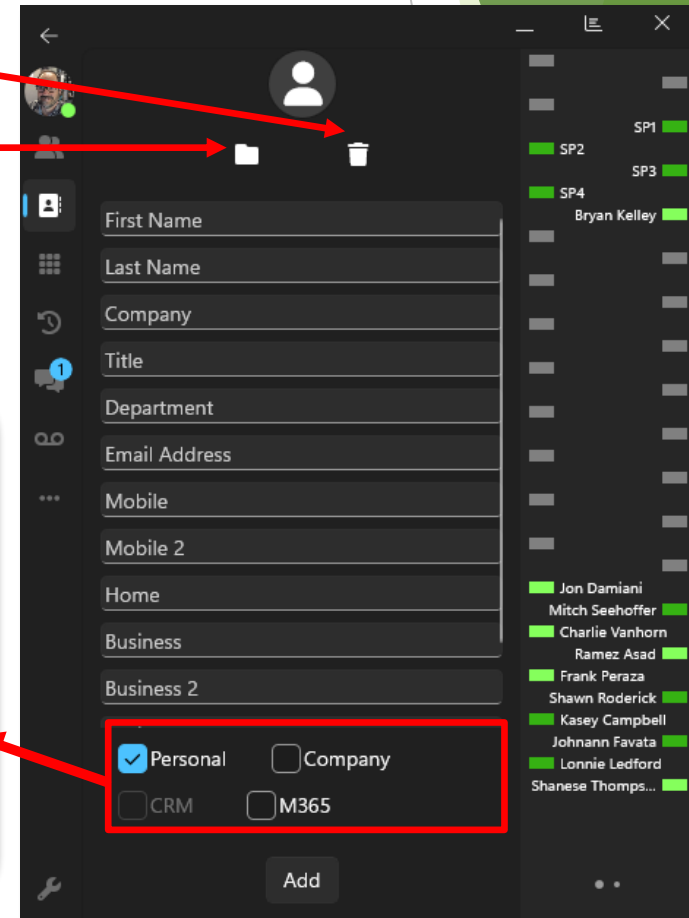 SP1
SP2
SP3
SP4
Bryan Kelley
First Name
Last Name
Company
Title
Department
1
Email Address
Mobile
Mobile 2
Home
Business
Business 2
Personal
Company
CRM
M365
Add
Jon Damiani
Mitch Seehoffer
Charlie Vanhorn
Ramez Asad
Frank Peraza
Shawn Roderick
Kasey Campbell
Johnann Favata
Lonnie Ledford
Shanese Thomps...